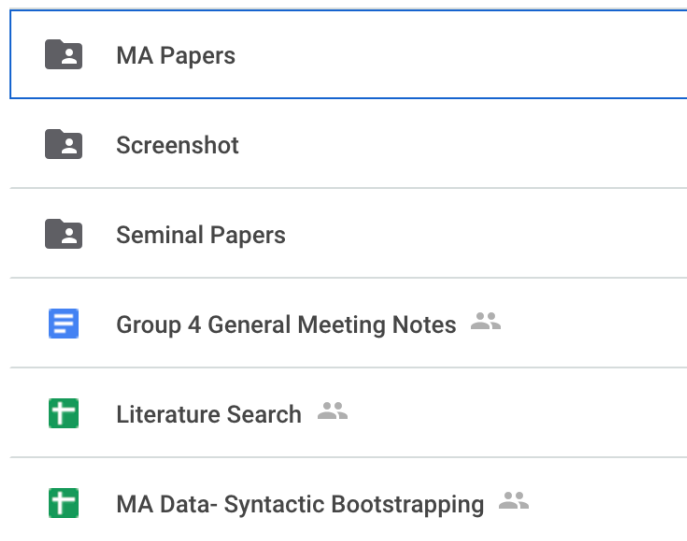 MA Papers
Screenshot
Seminal Papers
Group 4 General Meeting Notes
Literature Search
MA Data- Syntactic Bootstrapping